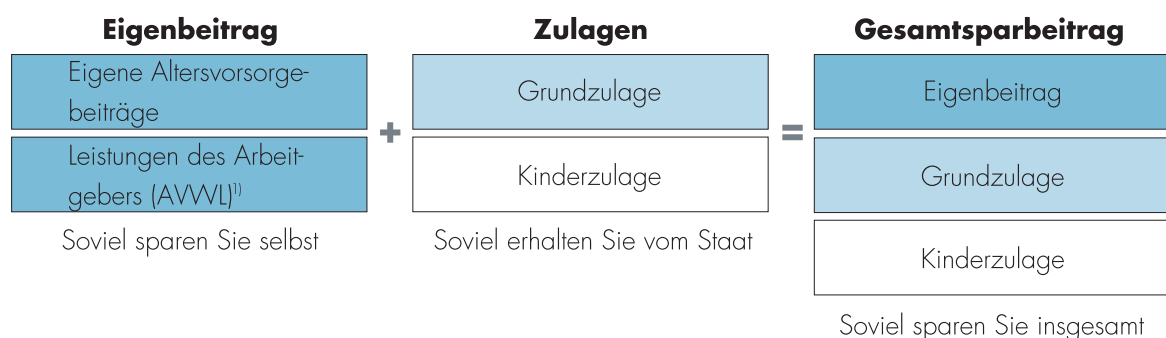 Eigenbeitrag
Eigene Altersvorsorge-
beiträge
Leistungen des Arbeit-
gebers (AVWL)¹⁾
Soviel sparen Sie selbst
+
Zulagen
Grundzulage
Kinderzulage
Soviel erhalten Sie vom Staat
=
Gesamtsparbeitrag
Eigenbeitrag
Grundzulage
Kinderzulage
Soviel sparen Sie insgesamt